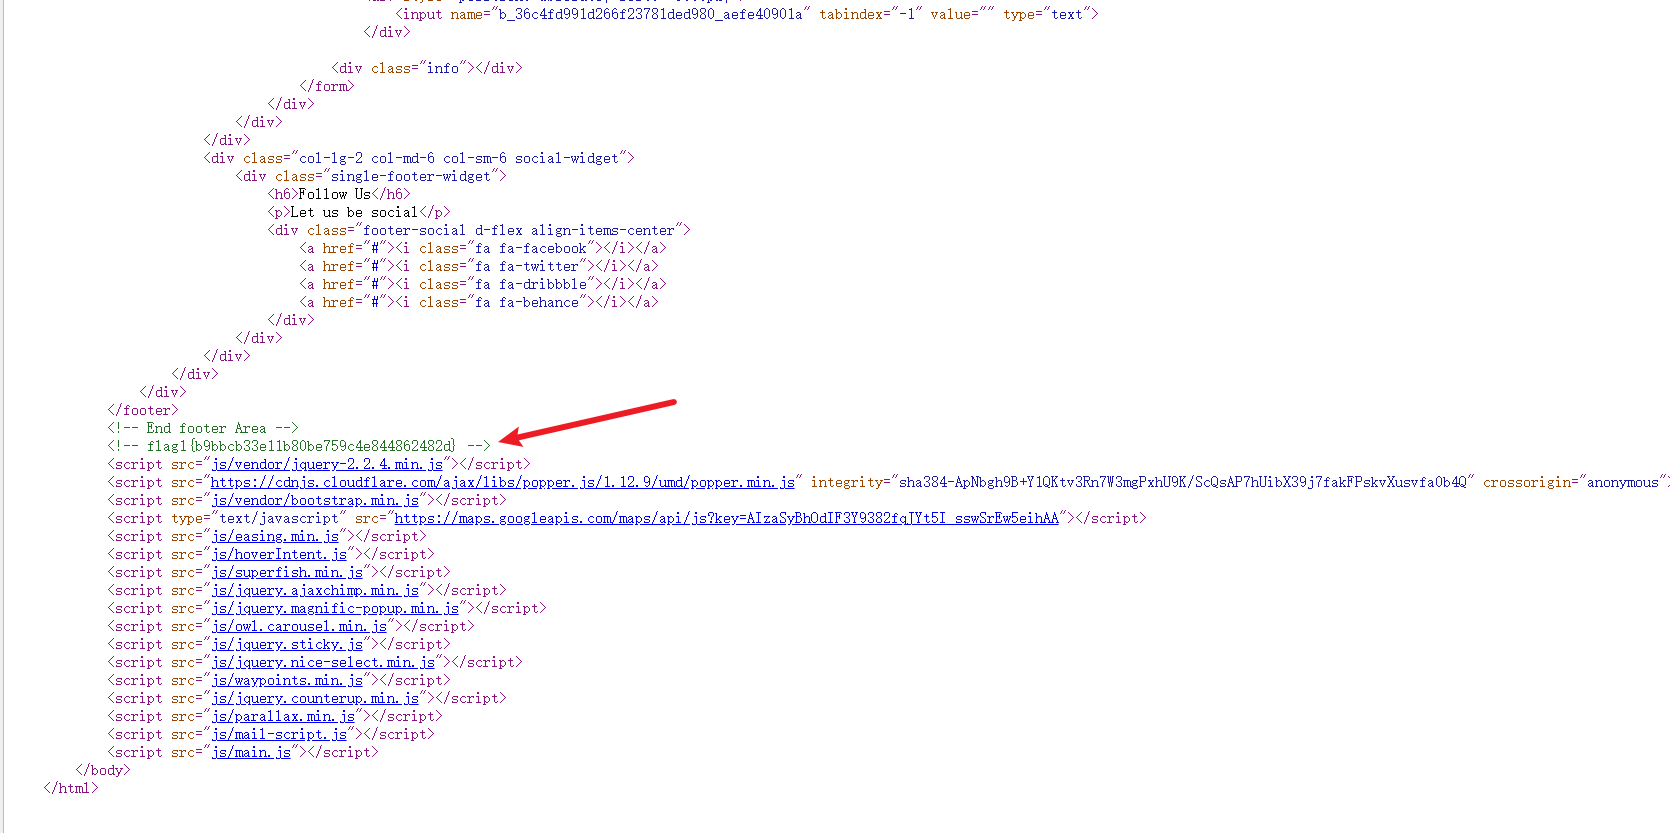 <input name="b_36c4fd991d266f23781ded980_aefe40901a" tabindex="-1" value="" type="text">
</div>
<div class="info"></div>
</form>
</div>
</div>
</div>
<div class="col-lg-2 col-md-6 col-sm-6 social-widget">
<div class="single-footer-widget">
<h6>Follow Us</h6>
<p>Let us be social</p>
<div class="footer-social d-flex align-items-center">
<a href="#"><i class="fa fa-facebook"></i></a>
<a href="#"><i class="fa fa-twitter"></i></a>
<a href="#"><i class="fa fa-dribbble"></i></a>
<a href="#"><i class="fa fa-behance"></i></a>
</div>
</div>
</div>
</div>
</div>
</footer>
<!-- End footer Area -->
<!-- flag1{b9bbcb33e11b80be759c4e844862482d} -->
<script src="js/vendor/jquery-2.2.4.min.js"></script>
<script src="https://cdnjs.cloudflare.com/ajax/libs/popper.js/1.12.9/umd/popper.min.js" integrity="sha384-ApNbgh9B+Y1QKtv3Rn7W3mgPxhU9K/ScQsAP7hUibX39j7fakFPskvXusvfa0b4Q" crossorigin="anonymous">
<script src="js/vendor/bootstrap.min.js"></script>
<script type="text/javascript" src="https://maps.googleapis.com/maps/api/js?key=AIzaSyBhOdIF3Y9382fqJYt5I_sswSrEw5eihAA"></script>
<script src="js/easing.min.js"></script>
<script src="js/hoverIntent.js"></script>
<script src="js/superfish.min.js"></script>
<script src="js/jquery.ajaxchimp.min.js"></script>
<script src="js/jquery.magnific-popup.min.js"></script>
<script src="js/owl.carousel.min.js"></script>
<script src="js/jquery.sticky.js"></script>
<script src="js/jquery.nice-select.min.js"></script>
<script src="js/waypoints.min.js"></script>
<script src="js/jquery.counterup.min.js"></script>
<script src="js/parallax.min.js"></script>
<script src="js/mail-script.js"></script>
<script src="js/main.js"></script>
</body>
</html>